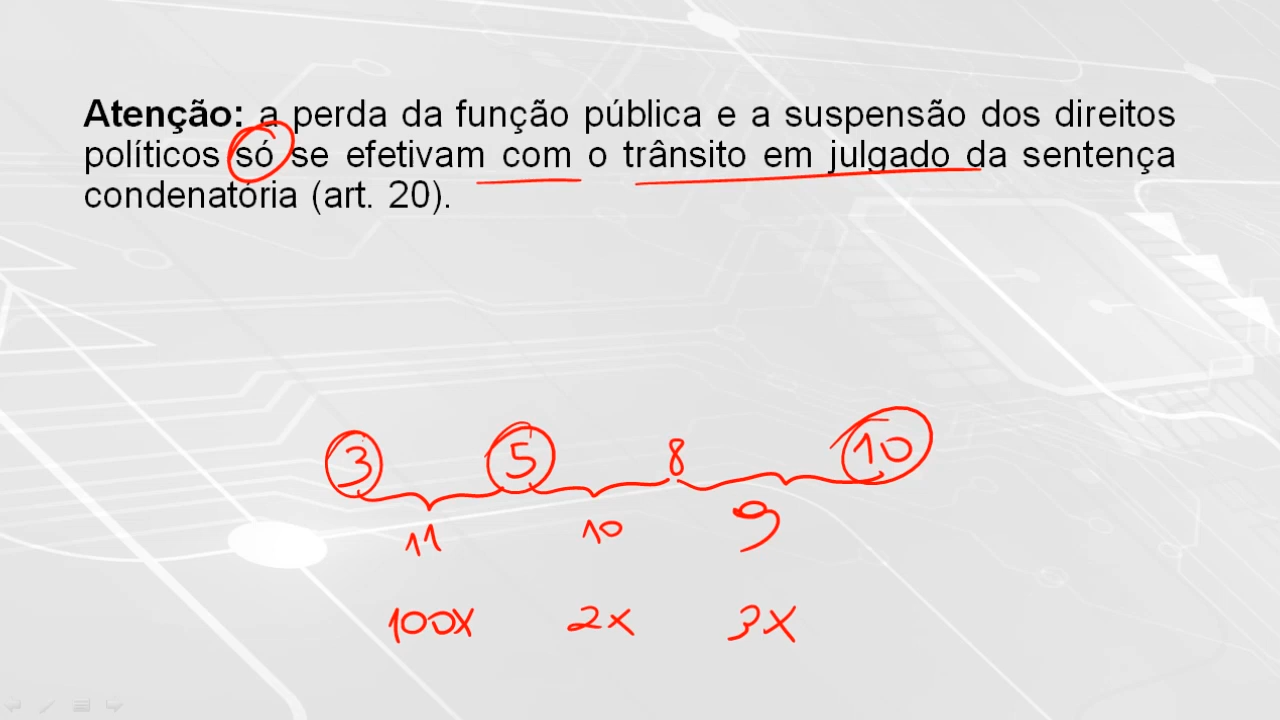 Atenção: a perda da função pública e a suspensão dos direitos
políticos só se efetivam com o trânsito em julgado da sentença
condenatória (art. 20).
3 5 8 10
11 10 9
100X 2X 3X